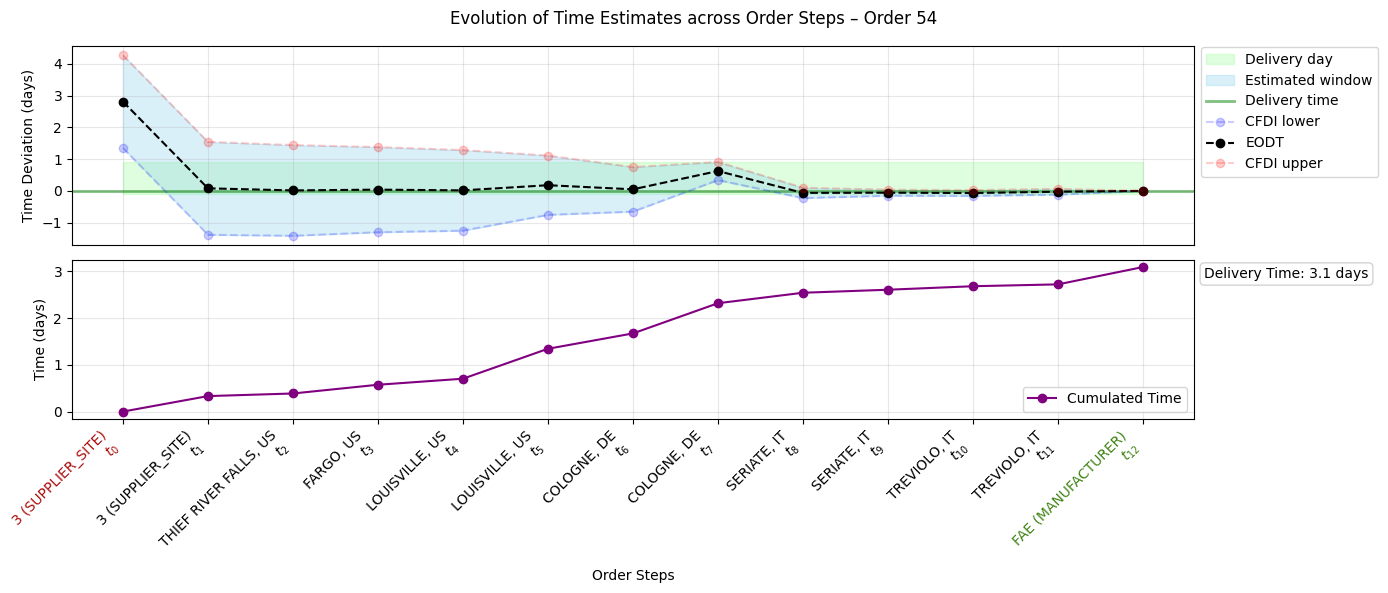 Evolution of Time Estimates across Order Steps – Order 54
Time Deviation (days)
4
3
2
1
0
−1
Delivery day
Estimated window
Delivery time
CFDI lower
EODT
CFDI upper
Time (days)
3
2
1
0
Delivery Time: 3.1 days
Cumulated Time
3 (SUPPLIER_SITE)
t0
3 (SUPPLIER_SITE)
t1
THIEF RIVER FALLS, US
t2
FARGO, US
t3
LOUISVILLE, US
t4
LOUISVILLE, US
t5
COLOGNE, DE
t6
COLOGNE, DE
t7
SERIATE, IT
t8
SERIATE, IT
t9
TREVIOLO, IT
t10
TREVIOLO, IT
t11
FAE (MANUFACTURER)
t12
Order Steps